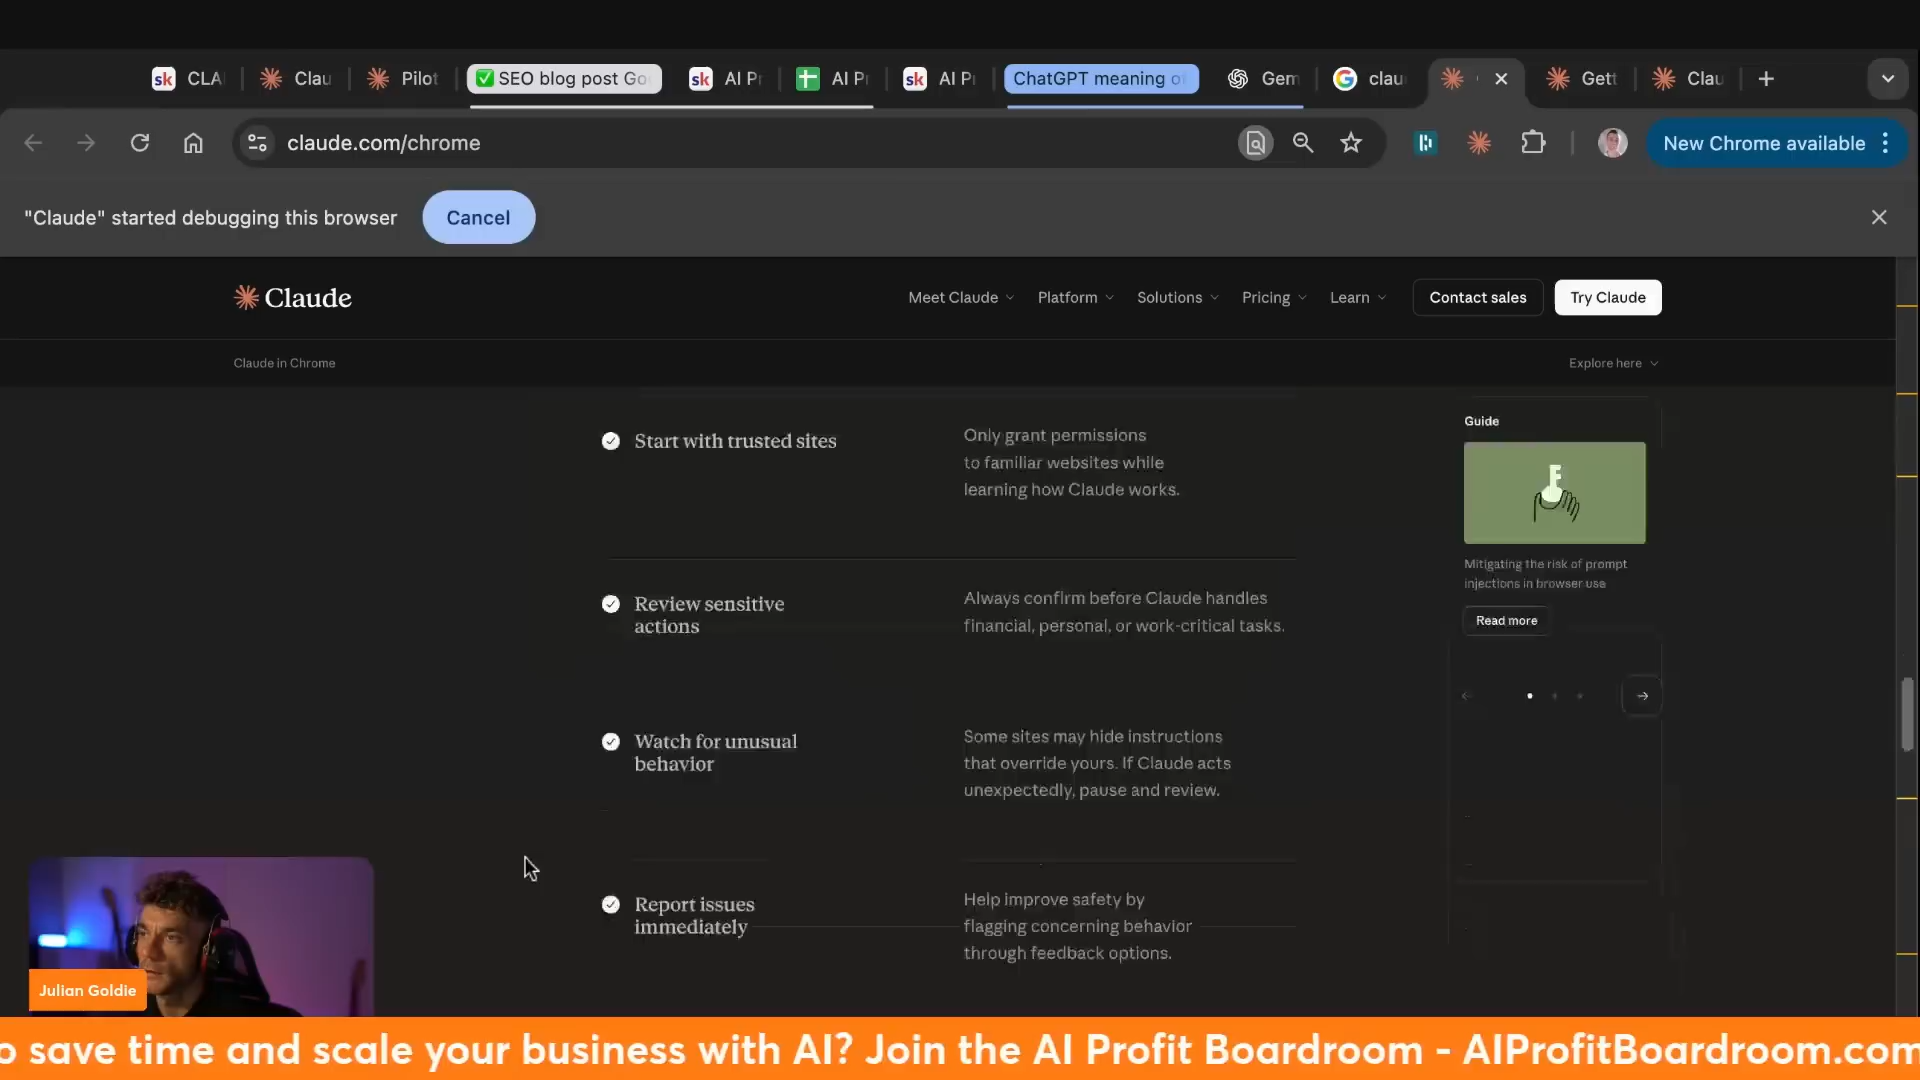 CLA
Clau
Pilot
✅ SEO blog post Go
AI P
AI P
AI P
ChatGPT meaning o
Gem
clau
Gett
Clau
claude.com/chrome
New Chrome available
"Claude" started debugging this browser
Cancel
Claude
Meet Claude
Platform
Solutions
Pricing
Learn
Contact sales
Try Claude
Claude in Chrome
Explore here
Start with trusted sites
Only grant permissions
to familiar websites while
learning how Claude works.
Review sensitive
actions
Always confirm before Claude handles
financial, personal, or work-critical tasks.
Watch for unusual
behavior
Some sites may hide instructions
that override yours. If Claude acts
unexpectedly, pause and review.
Report issues
immediately
Help improve safety by
flagging concerning behavior
through feedback options.
Guide
Mitigating the risk of prompt
injections in browser use
Read more
Julian Goldie
o save time and scale your business with AI? Join the AI Profit Boardroom - AIProfitBoardroom.com